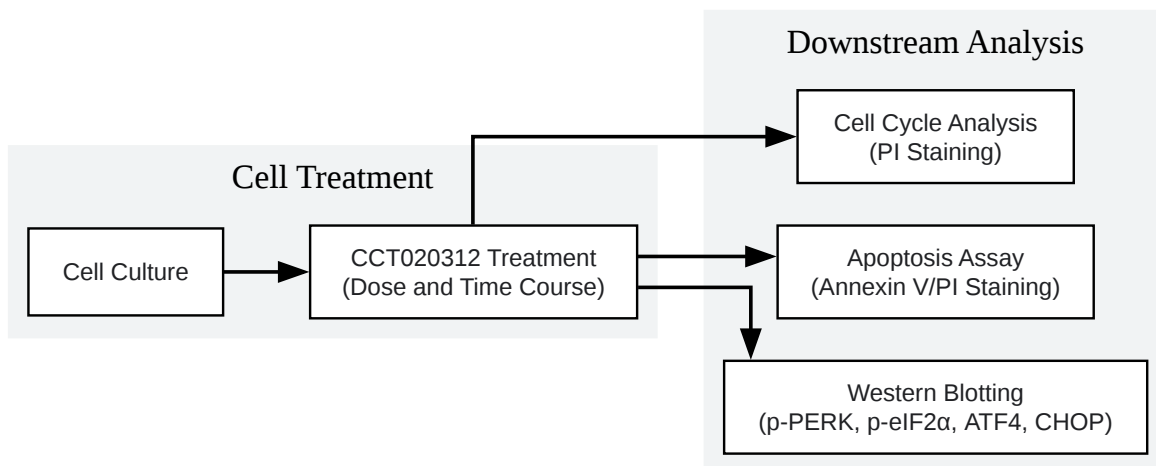 Cell Treatment
Cell Culture
CCT020312 Treatment
(Dose and Time Course)
Downstream Analysis
Cell Cycle Analysis
(PI Staining)
Apoptosis Assay
(Annexin V/PI Staining)
Western Blotting
(p-PERK, p-eIF2α, ATF4, CHOP)